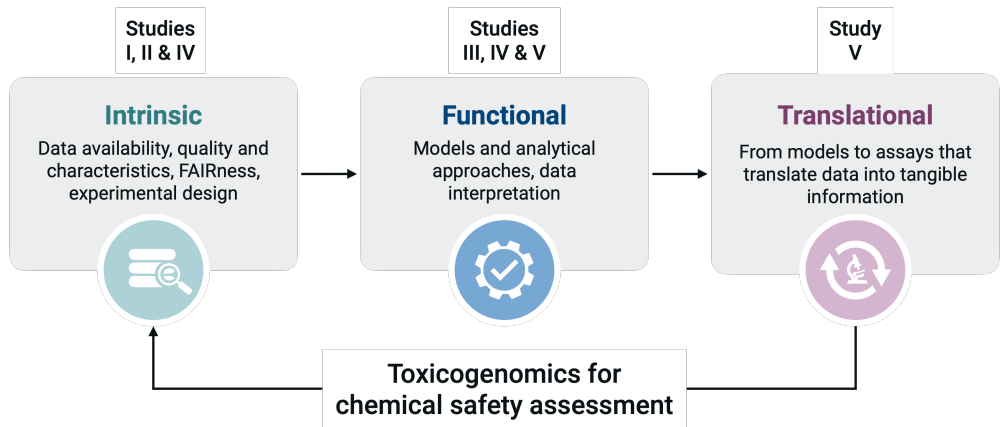 Studies
I, II & IV
Studies
III, IV & V
Study
V
Intrinsic
Data availability, quality and
characteristics, FAIRness,
experimental design
Functional
Models and analytical
approaches, data
interpretation
Translational
From models to assays that
translate data into tangible
information
Toxicogenomics for
chemical safety assessment